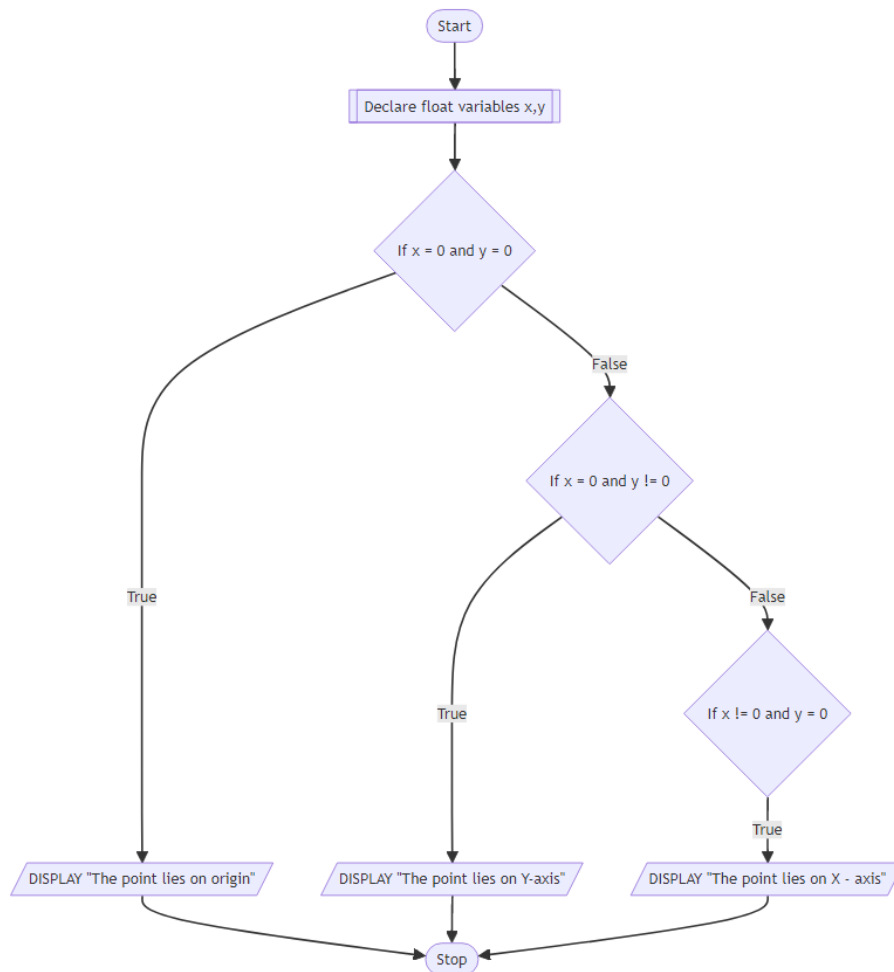 Start
Declare float variables x,y
If x = 0 and y = 0
False
If x = 0 and y != 0
True
False
If x != 0 and y = 0
True
True
DISPLAY "The point lies on origin"
DISPLAY "The point lies on Y-axis"
DISPLAY "The point lies on X - axis"
Stop